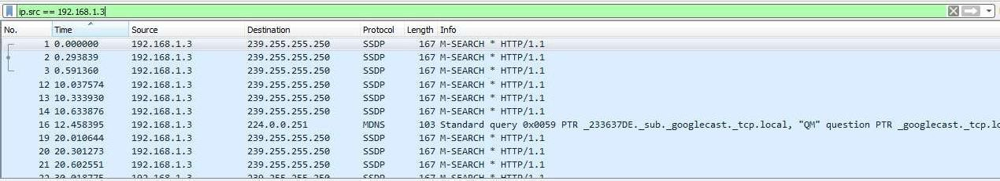 ip.src == 192.168.1.3
No. Time Source Destination Protocol Length Info
1 0.000000 192.168.1.3 239.255.255.250 SSDP 167 M-SEARCH * HTTP/1.1
2 0.293839 192.168.1.3 239.255.255.250 SSDP 167 M-SEARCH * HTTP/1.1
3 0.591360 192.168.1.3 239.255.255.250 SSDP 167 M-SEARCH * HTTP/1.1
12 10.037574 192.168.1.3 239.255.255.250 SSDP 167 M-SEARCH * HTTP/1.1
13 10.333930 192.168.1.3 239.255.255.250 SSDP 167 M-SEARCH * HTTP/1.1
14 10.633876 192.168.1.3 239.255.255.250 SSDP 167 M-SEARCH * HTTP/1.1
16 12.458395 192.168.1.3 224.0.0.251 MDNS 103 Standard query 0x0059 PTR _233637DE._sub._googlecast._tcp.local, "QM" question PTR _googlecast._tcp.lo
19 20.010644 192.168.1.3 239.255.255.250 SSDP 167 M-SEARCH * HTTP/1.1
20 20.301273 192.168.1.3 239.255.255.250 SSDP 167 M-SEARCH * HTTP/1.1
21 20.602551 192.168.1.3 239.255.255.250 SSDP 167 M-SEARCH * HTTP/1.1
22 30.018775 192.168.1.3 239.255.255.250 SSDP 167 M-SEARCH * HTTP/1.1